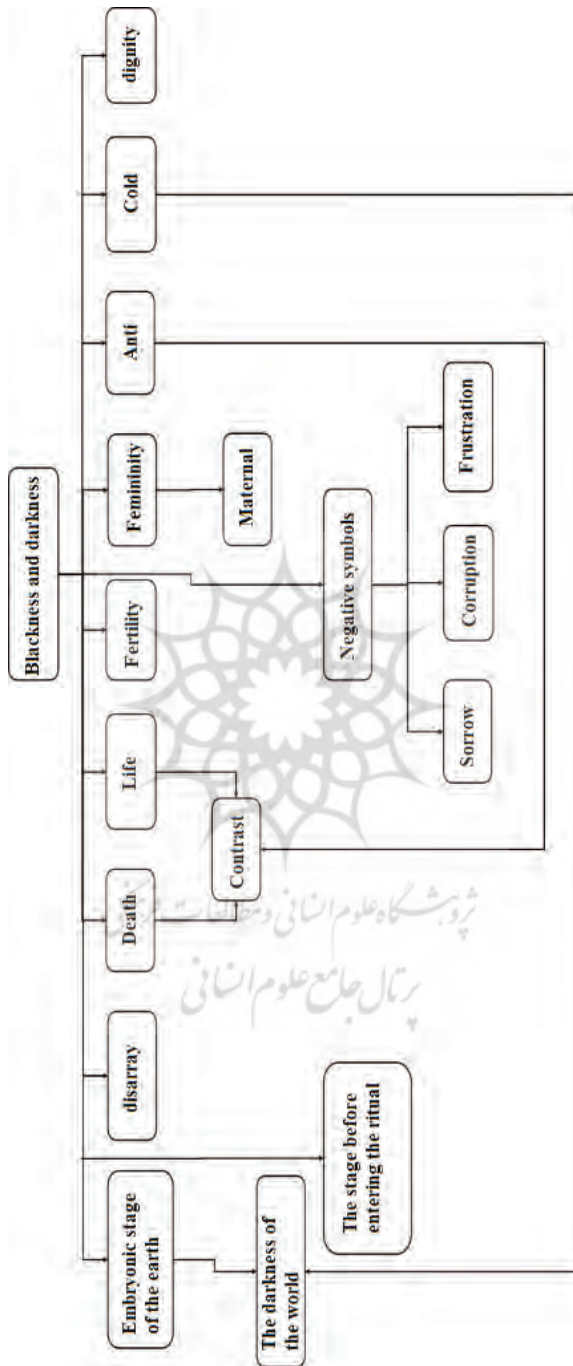 Blackness and darkness
Embryonic stage
of the earth
disarray
Death
Life
Fertility
Femininity
Anti
Cold
dignity
The darkness of
the world
Contrast
Maternal
The stage before
entering the ritual
Negative symbols
Sorrow
Corruption
Frustration
پژوهشگاه علوم انسانی و مطالعات فرهنگی
پرتال جامع علوم انسانی